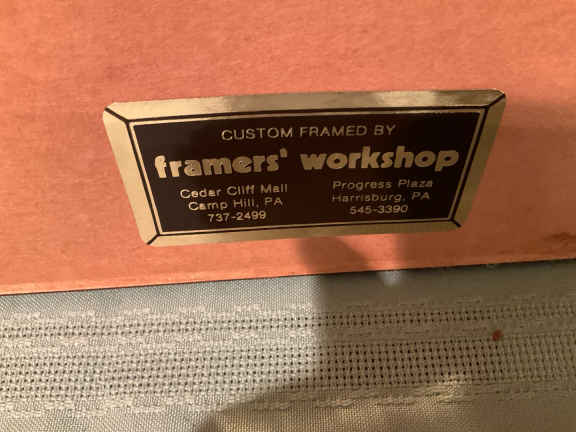 CUSTOM FRAMED BY
framers' workshop
Cedar Cliff Mall
Camp Hill, PA
737-2499
Progress Plaza
Harrisburg, PA
545-3390